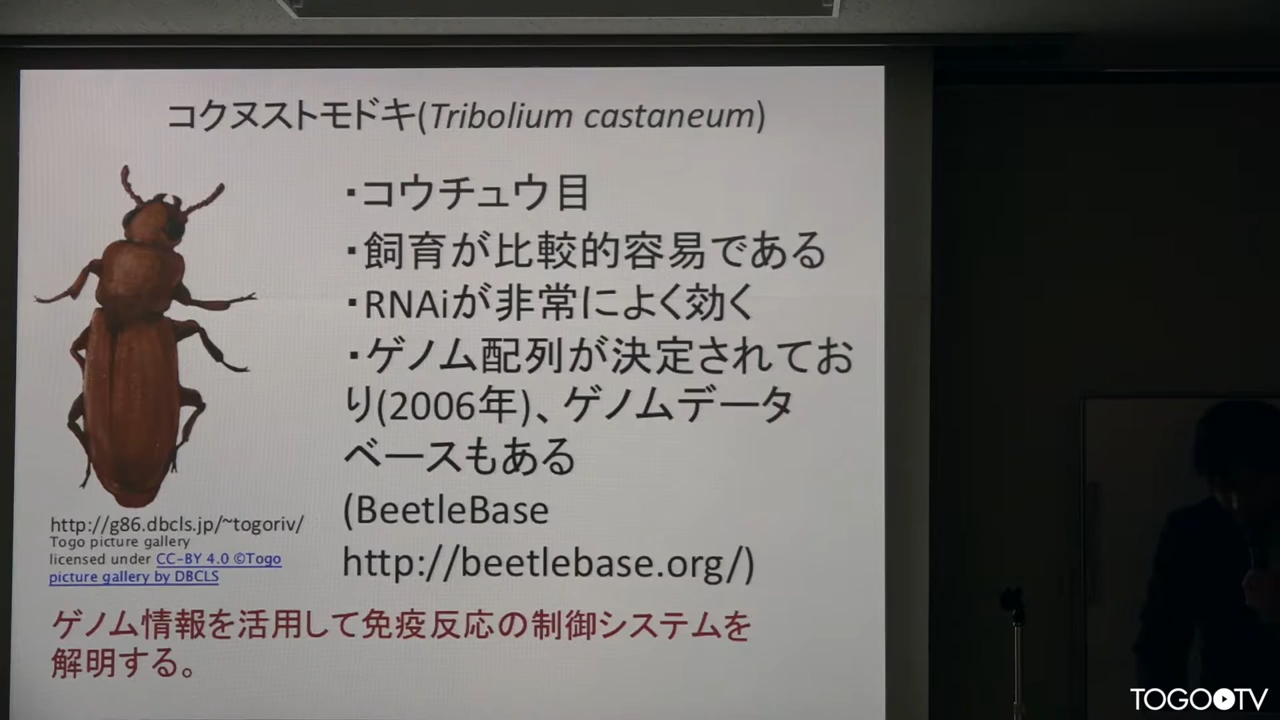 コクヌストモドキ(Tribolium castaneum)
・コウチュウ目
・飼育が比較的容易である
・RNAiが非常によく効く
・ゲノム配列が決定されてお
り(2006年)、ゲノムデータ
ベースもある
(BeetleBase
http://beetlebase.org/)
http://g86.dbcls.jp/~togoriv/
Togo picture gallery
licensed under CC-BY 4.0 ©Togo
picture gallery by DBCLS
ゲノム情報を活用して免疫反応の制御システムを
解明する。
TOGO TV